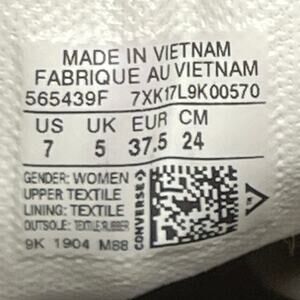 MADE IN VIETNAM
FABRIQUE AU VIETNAM
565439F 7XK17L9K00570
US UK EUR CM
7 5 37.5 24
GENDER: WOMEN
UPPER TEXTILE
LINING: TEXTILE
OUTSOLE: TEXTILE/RUBBER
9K 1904 M88
CONVERSE